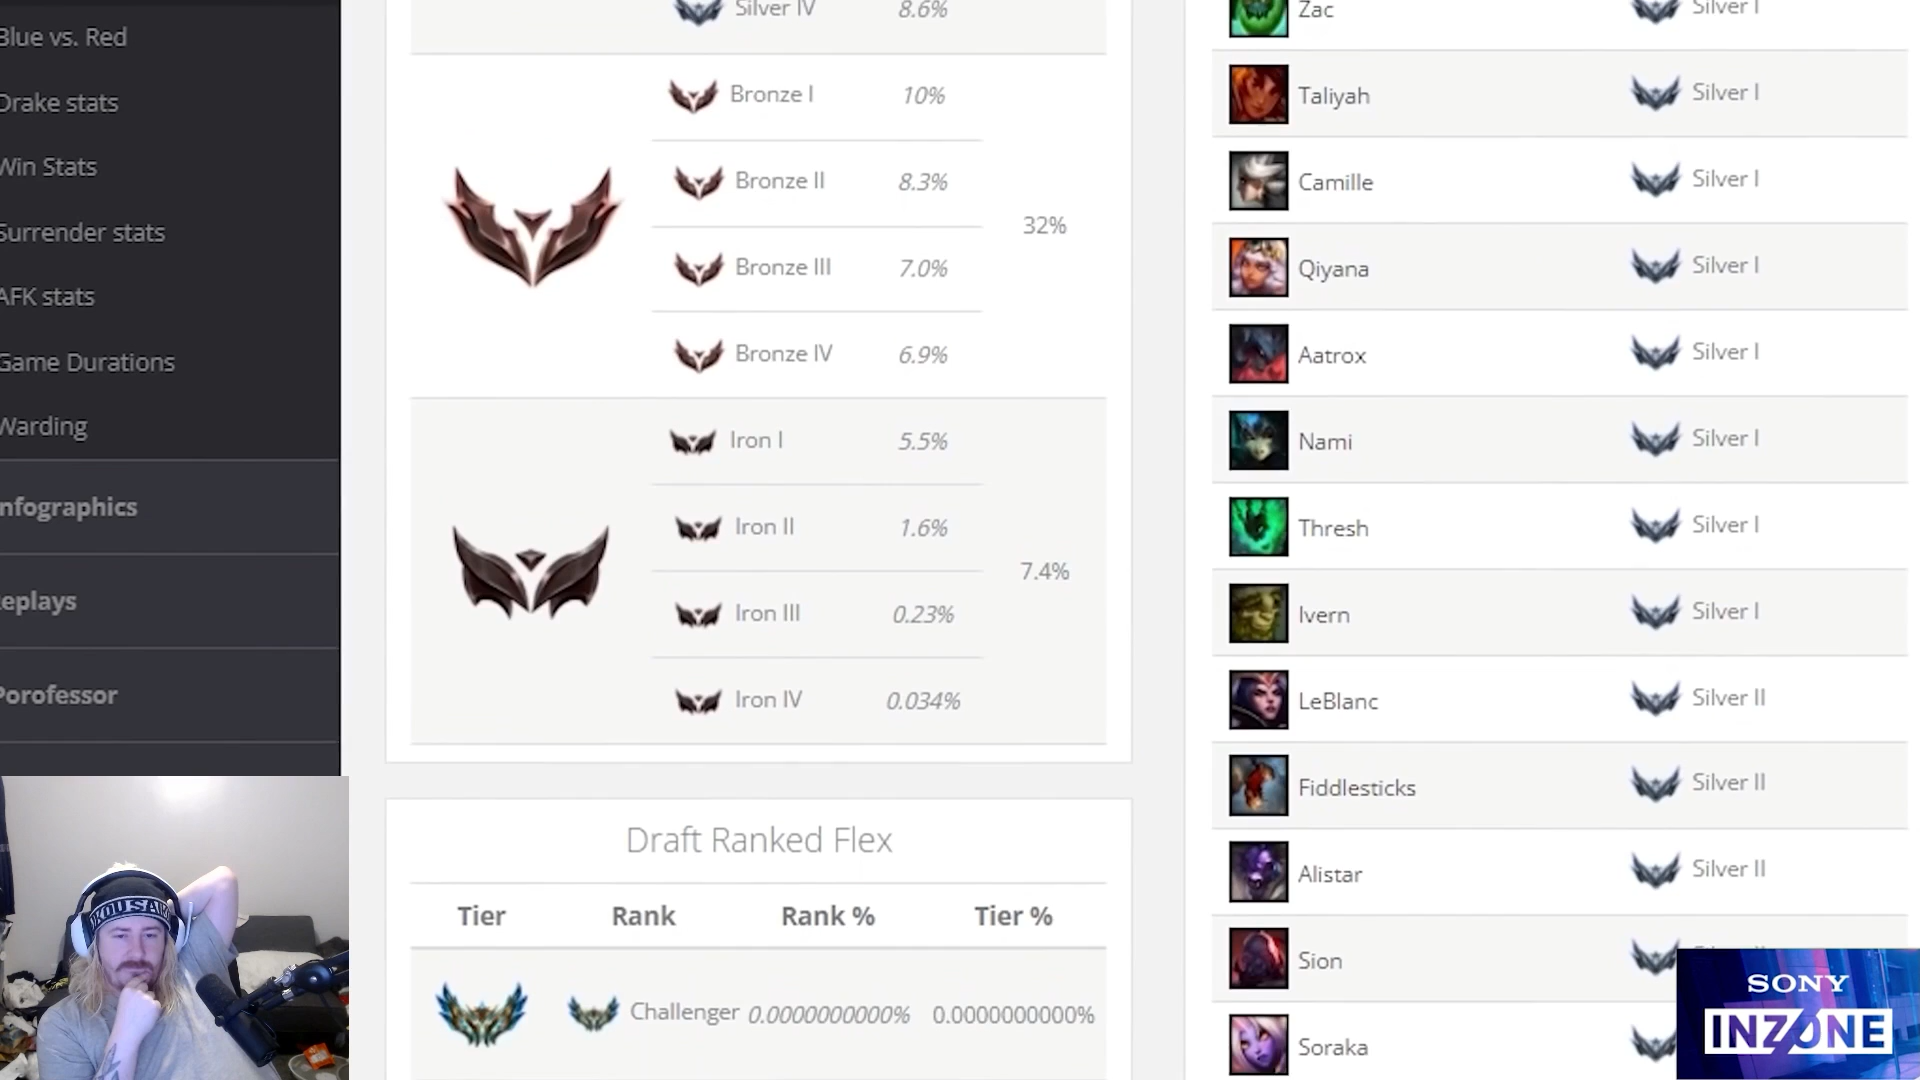 Blue vs. Red
Drake stats
Win Stats
Surrender stats
AFK stats
Game Durations
Warding
nfographics
eplays
Porofessor
Silver IV 8.6%
Bronze I 10%
Bronze II 8.3%
32%
Bronze III 7.0%
Bronze IV 6.9%
Iron I 5.5%
Iron II 1.6%
7.4%
Iron III 0.23%
Iron IV 0.034%
Draft Ranked Flex
Tier Rank Rank % Tier %
Challenger 0.0000000000% 0.0000000000%
Zac Silver I
Taliyah Silver I
Camille Silver I
Qiyana Silver I
Aatrox Silver I
Nami Silver I
Thresh Silver I
Ivern Silver I
LeBlanc Silver II
Fiddlesticks Silver II
Alistar Silver II
Sion
Soraka
SONY
INZONE